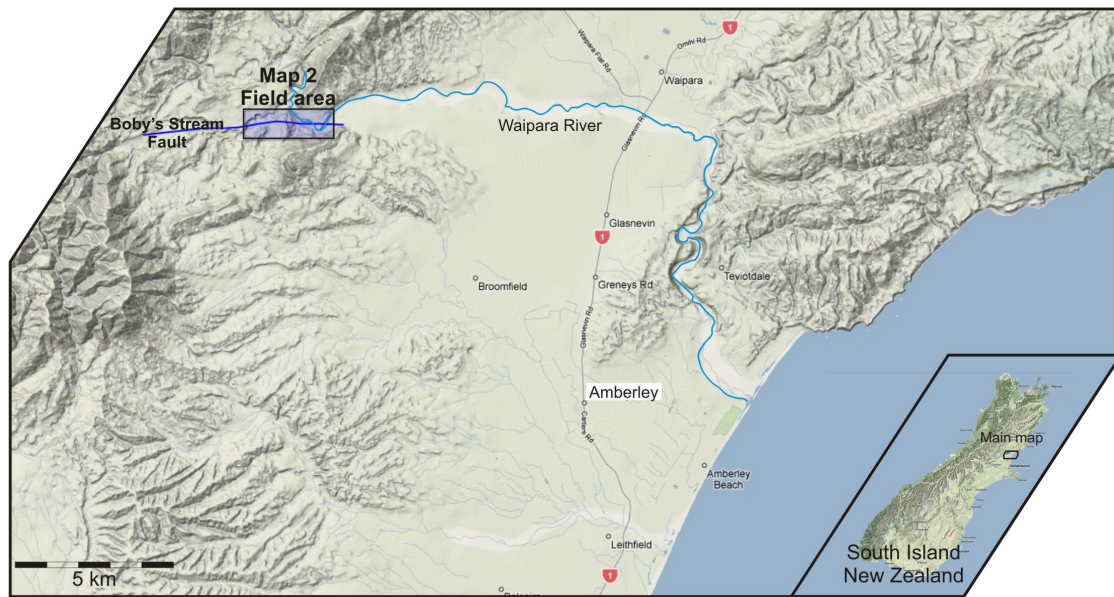 1
Omihi Rd
Waipara Flat Rd
Waipara
Map 2
Field area
Boby's Stream
Fault
Waipara River
Glasnevin Rd
Glasnevin
1
Teviotdale
Broomfield
Greneys Rd
Glasnevin Rd
Amberley
Carters Rd
Main map
Amberley
Beach
Leithfield
South Island
New Zealand
5 km
1